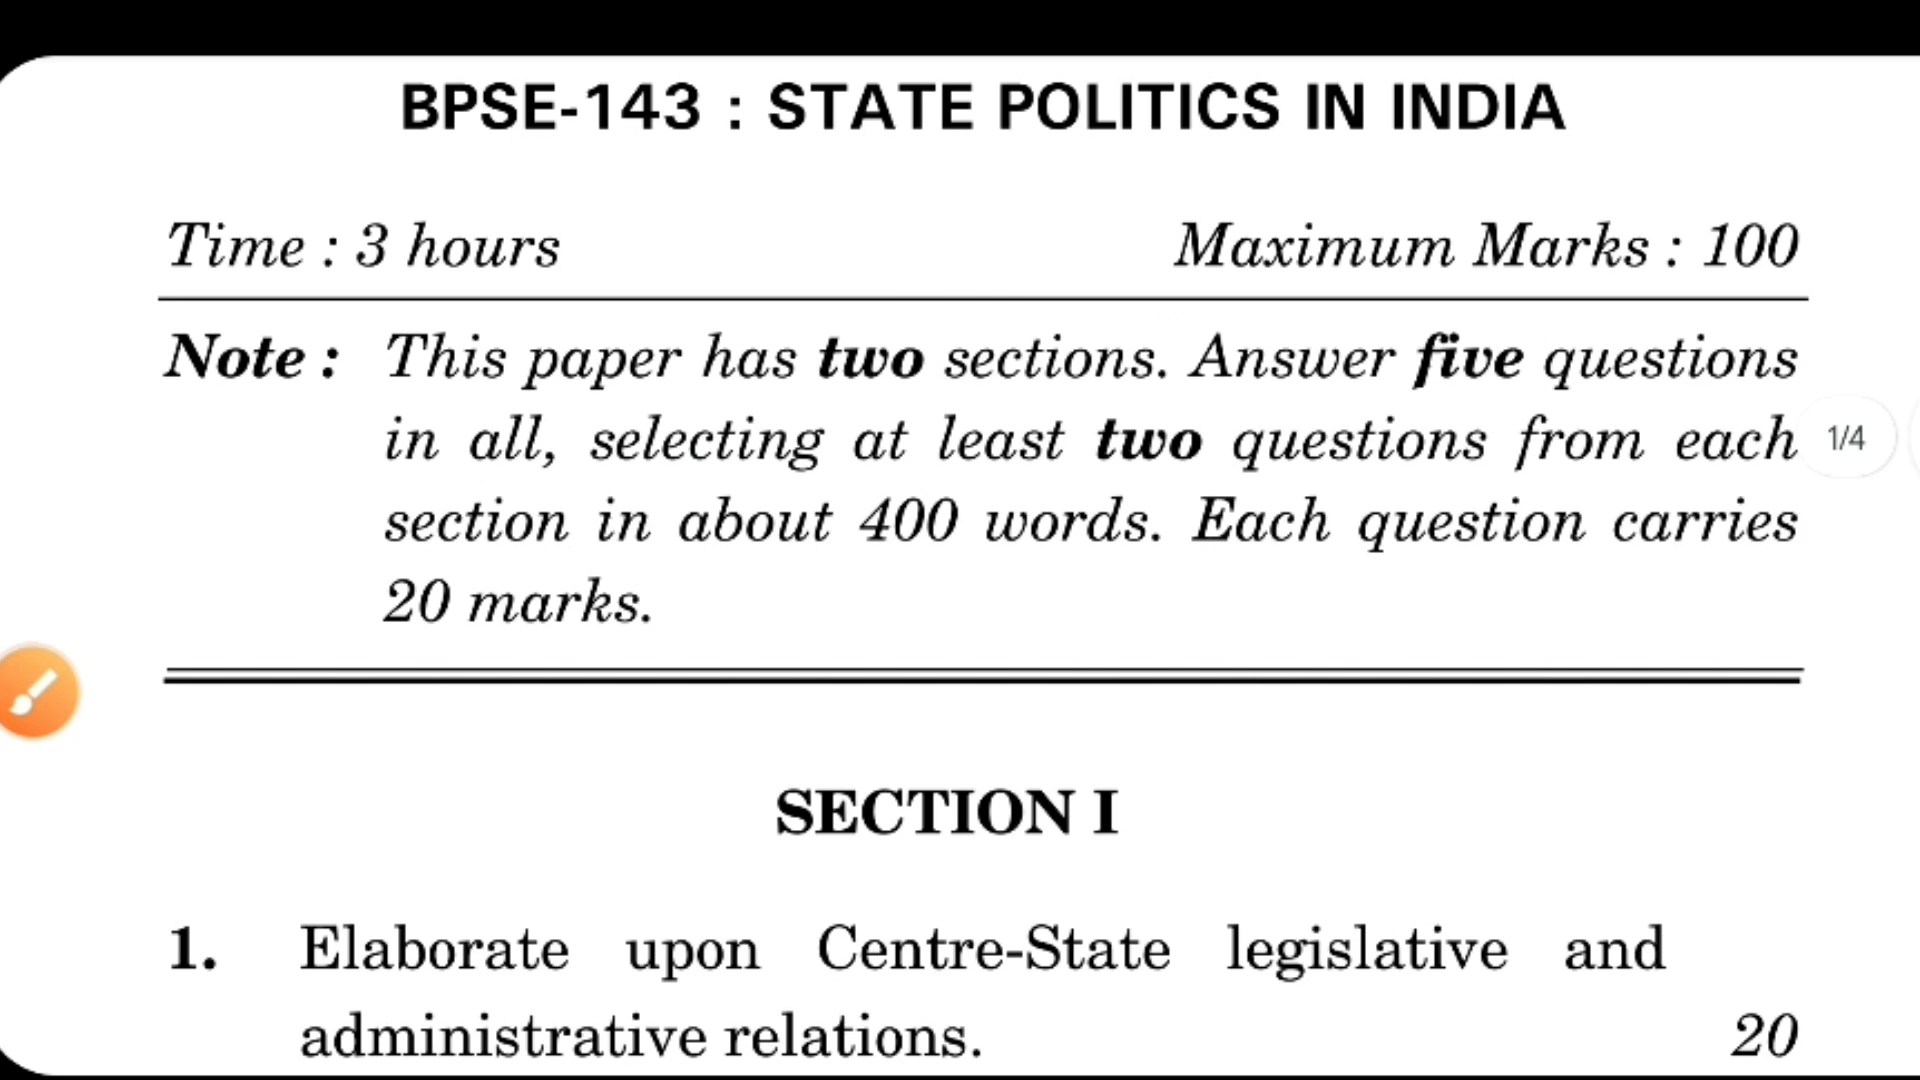 BPSE-143 : STATE POLITICS IN INDIA
Time : 3 hours Maximum Marks : 100
Note : This paper has two sections. Answer five questions
in all, selecting at least two questions from each
1/4
section in about 400 words. Each question carries
20 marks.
SECTION I
1. Elaborate upon Centre-State legislative and
administrative relations. 20